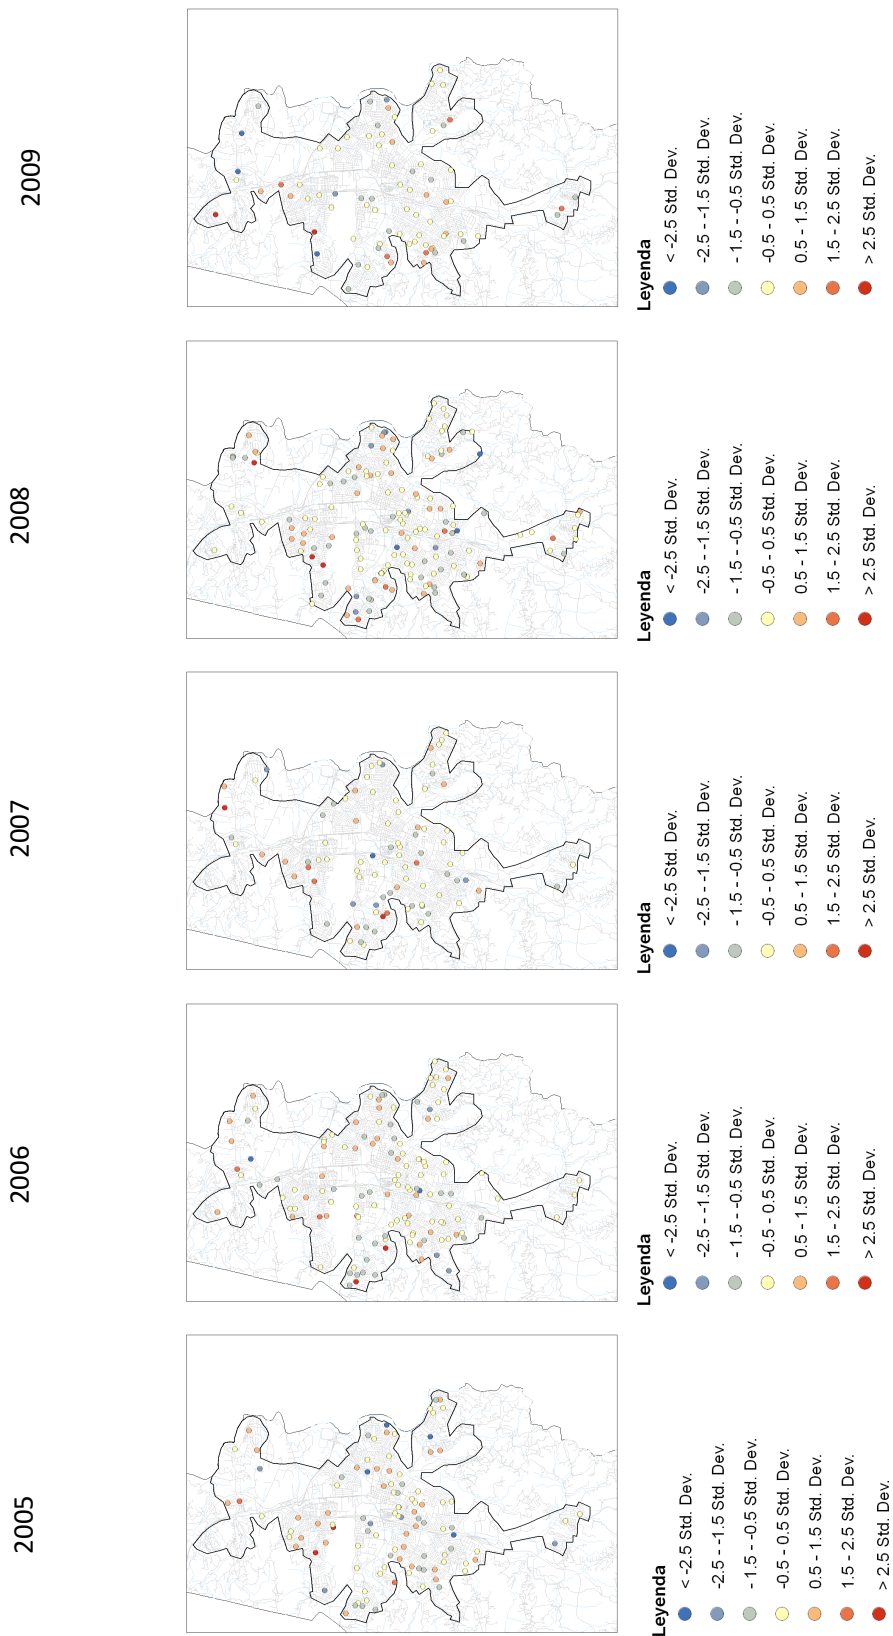 2005
Leyenda
< -2.5 Std. Dev.
-2.5 - -1.5 Std. Dev.
-1.5 - -0.5 Std. Dev.
-0.5 - 0.5 Std. Dev.
0.5 - 1.5 Std. Dev.
1.5 - 2.5 Std. Dev.
> 2.5 Std. Dev.
2006
Leyenda
< -2.5 Std. Dev.
-2.5 - -1.5 Std. Dev.
-1.5 - -0.5 Std. Dev.
-0.5 - 0.5 Std. Dev.
0.5 - 1.5 Std. Dev.
1.5 - 2.5 Std. Dev.
> 2.5 Std. Dev.
2007
Leyenda
< -2.5 Std. Dev.
-2.5 - -1.5 Std. Dev.
-1.5 - -0.5 Std. Dev.
-0.5 - 0.5 Std. Dev.
0.5 - 1.5 Std. Dev.
1.5 - 2.5 Std. Dev.
> 2.5 Std. Dev.
2008
Leyenda
< -2.5 Std. Dev.
-2.5 - -1.5 Std. Dev.
-1.5 - -0.5 Std. Dev.
-0.5 - 0.5 Std. Dev.
0.5 - 1.5 Std. Dev.
1.5 - 2.5 Std. Dev.
> 2.5 Std. Dev.
2009
Leyenda
< -2.5 Std. Dev.
-2.5 - -1.5 Std. Dev.
-1.5 - -0.5 Std. Dev.
-0.5 - 0.5 Std. Dev.
0.5 - 1.5 Std. Dev.
1.5 - 2.5 Std. Dev.
> 2.5 Std. Dev.